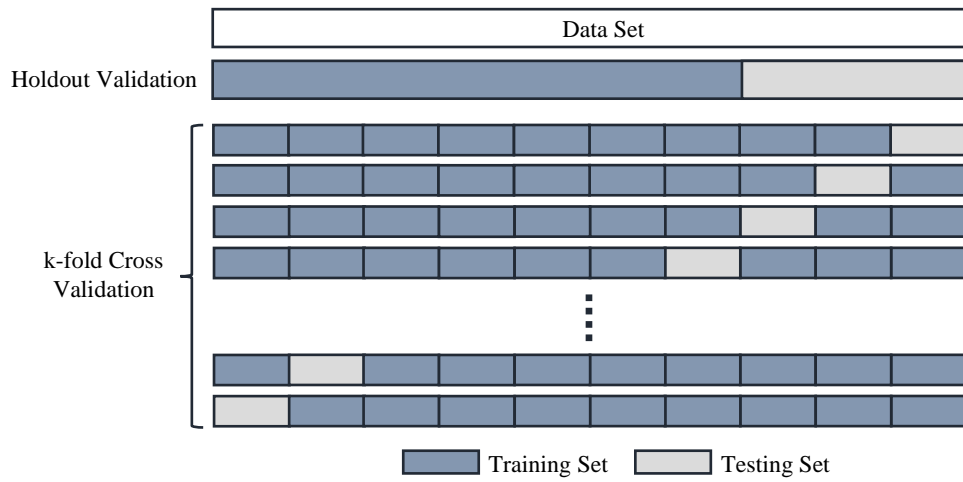 Data Set
Holdout Validation
k-fold Cross
Validation
Training Set
Testing Set